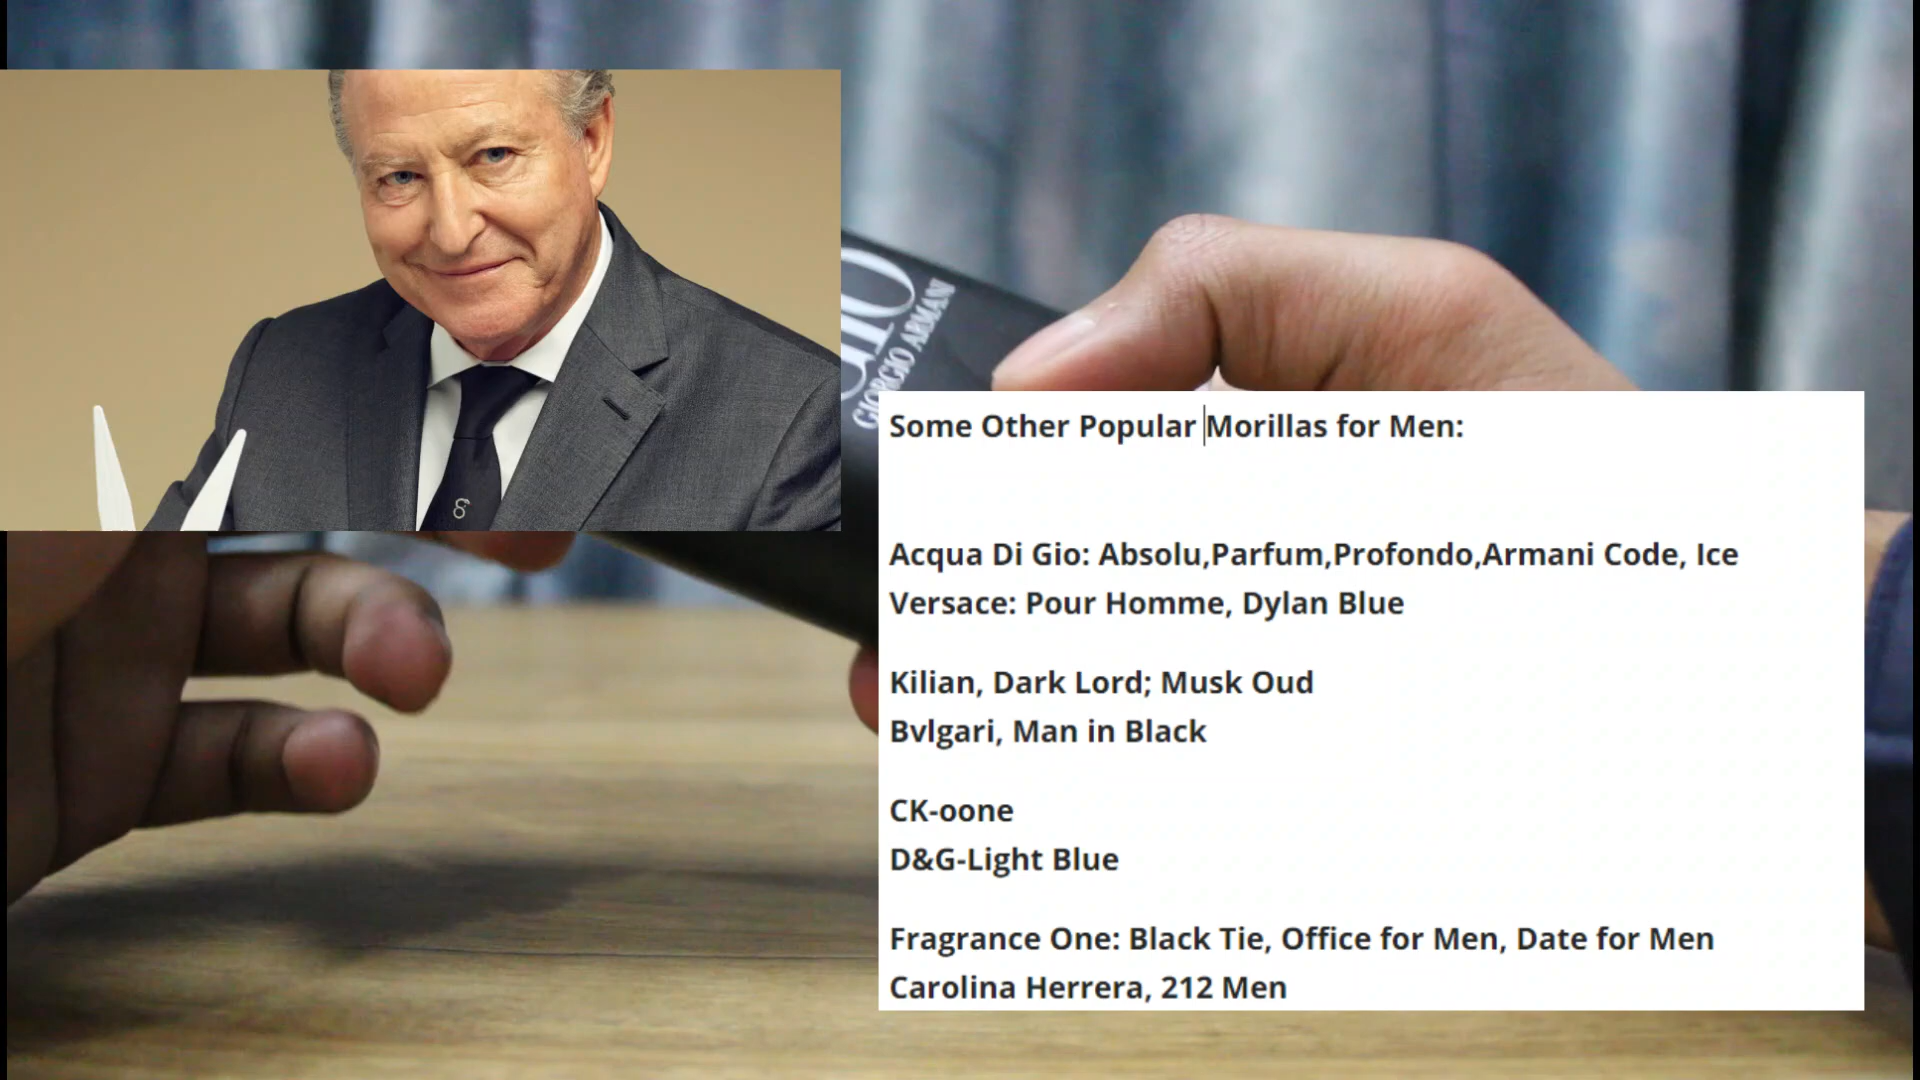 GIO
GIORGIO ARMANI
Some Other Popular Morillas for Men:
Acqua Di Gio: Absolu,Parfum,Profondo,Armani Code, Ice
Versace: Pour Homme, Dylan Blue
Kilian, Dark Lord; Musk Oud
Bvlgari, Man in Black
CK-oone
D&G-Light Blue
Fragrance One: Black Tie, Office for Men, Date for Men
Carolina Herrera, 212 Men